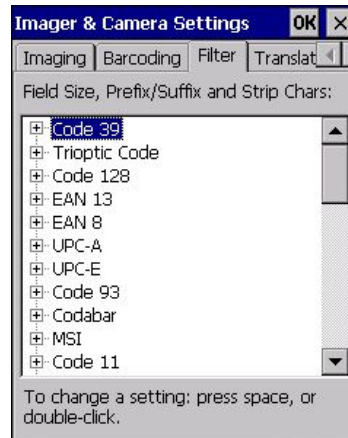 Imager & Camera Settings OK ×
Imaging Barcoding Filter Translat
Field Size, Prefix/Suffix and Strip Chars:
Code 39
Trioptic Code
Code 128
EAN 13
EAN 8
UPC-A
UPC-E
Code 93
Codabar
MSI
Code 11
To change a setting: press space, or
double-click.